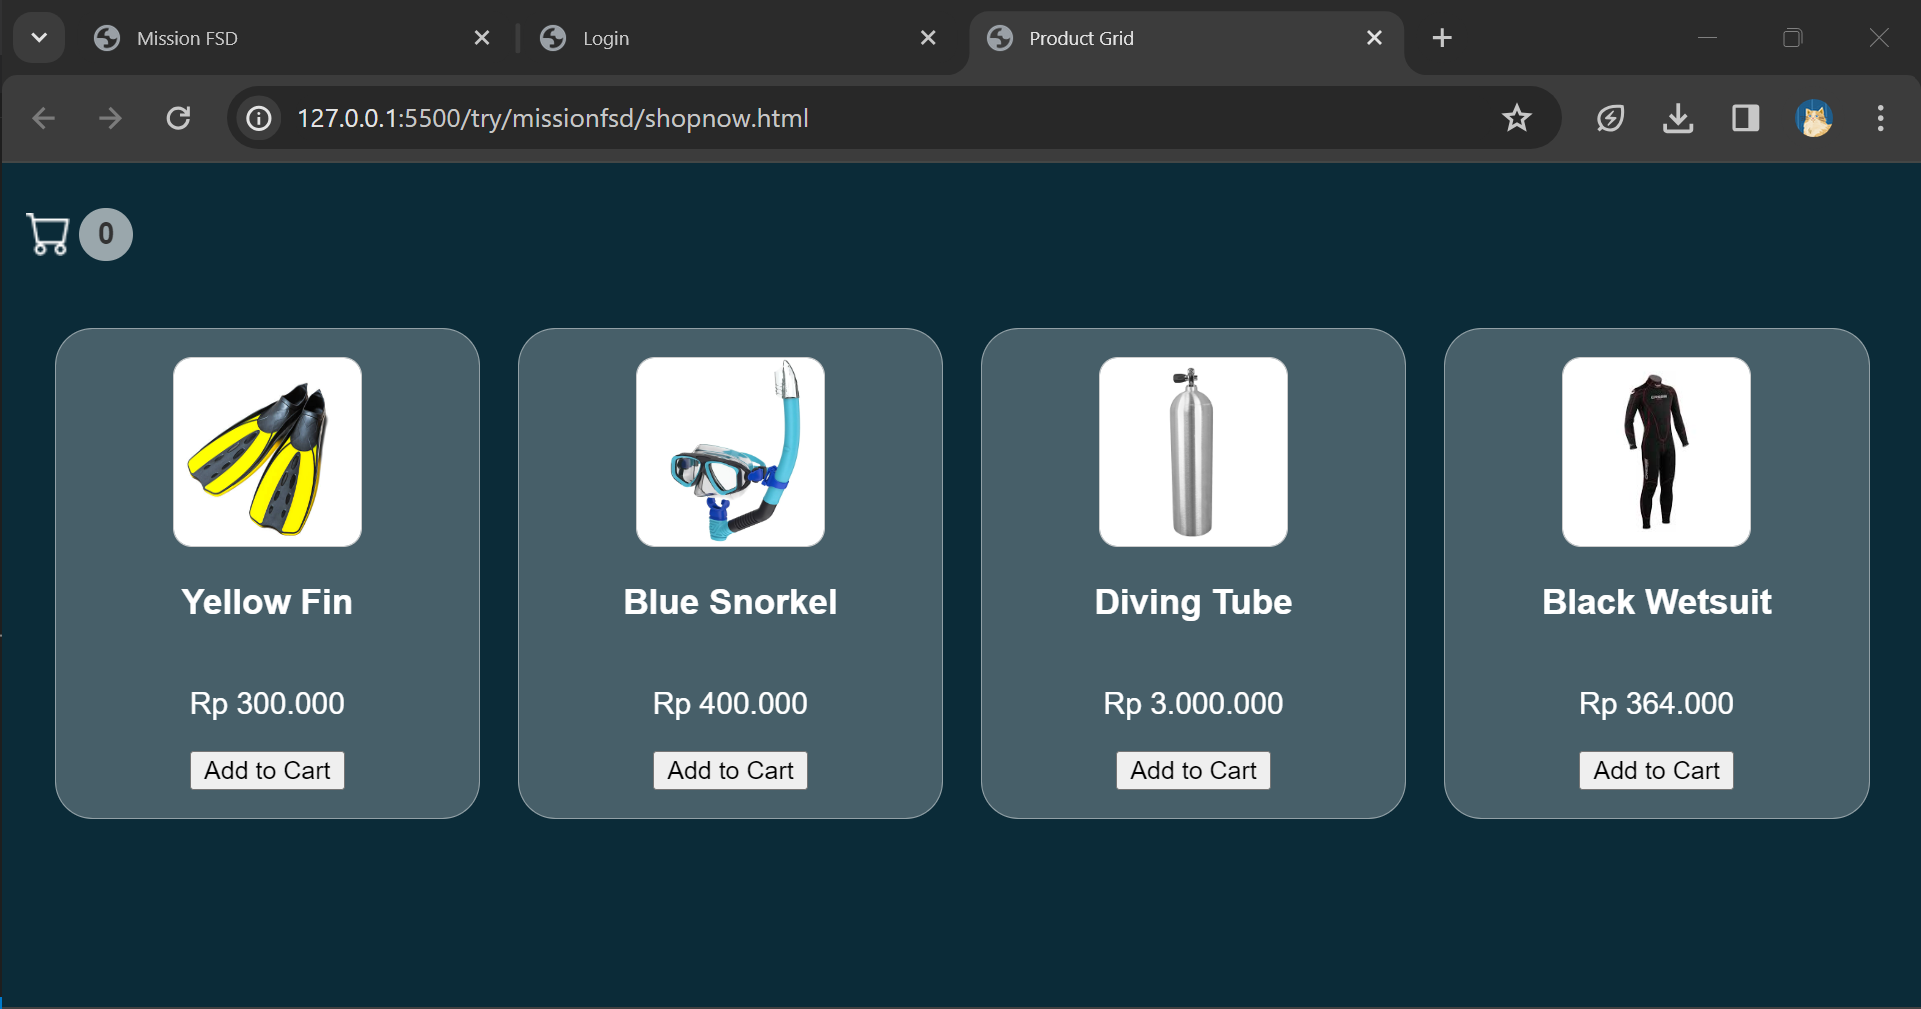 Mission FSD
Login
Product Grid
127.0.0.1:5500/try/missionfsd/shopnow.html
0
Yellow Fin
Rp 300.000
Add to Cart
Blue Snorkel
Rp 400.000
Add to Cart
Diving Tube
Rp 3.000.000
Add to Cart
Black Wetsuit
Rp 364.000
Add to Cart